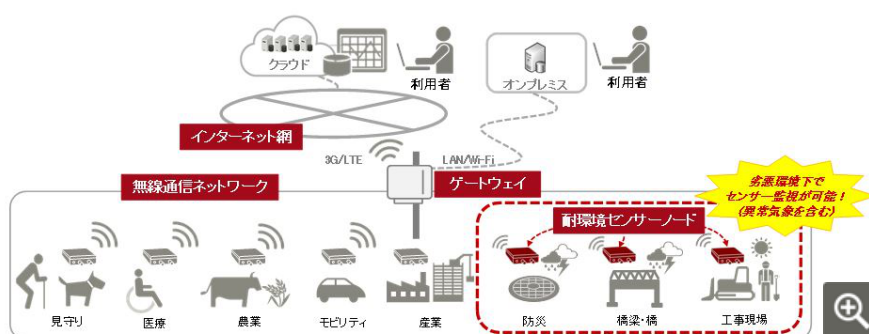 クラウド
利用者
オンプレミス
利用者
インターネット網
3G/LTE
LAN/Wi-Fi
無線通信ネットワーク
ゲートウェイ
劣悪環境下で
センサー監視が可能！
(異常気象を含む)
耐環境センサーノード
見守り
医療
農業
モビリティ
産業
防災
橋梁・橋
工事現場